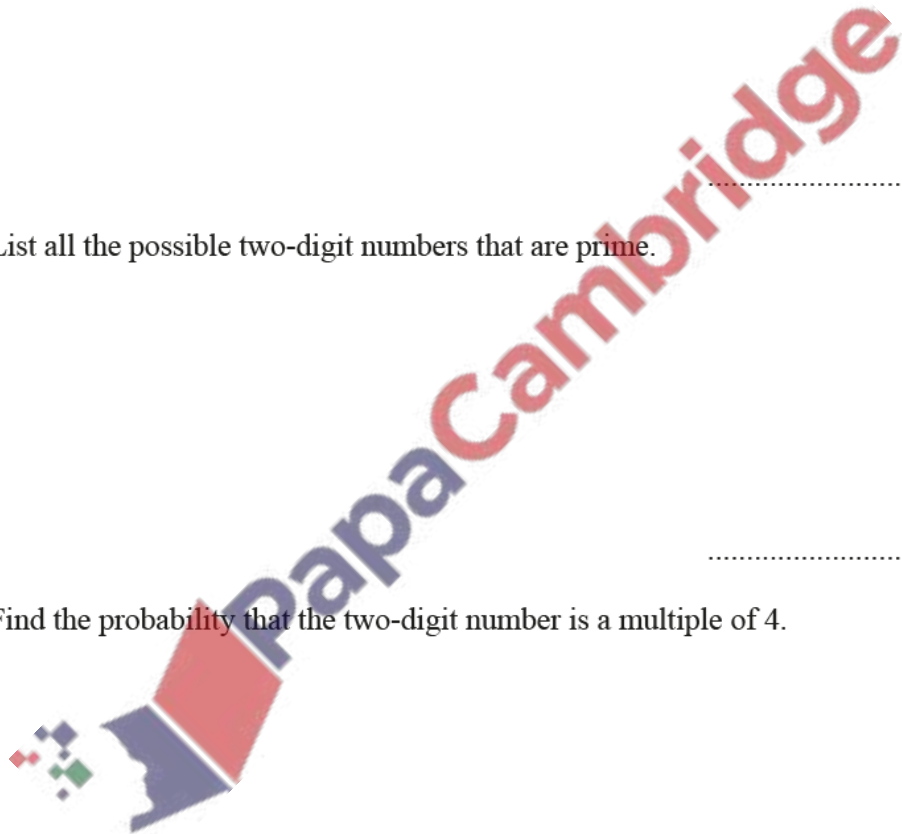 ........................
List all the possible two-digit numbers that are prime.
........................
Find the probability that the two-digit number is a multiple of 4.
PapaCambridge